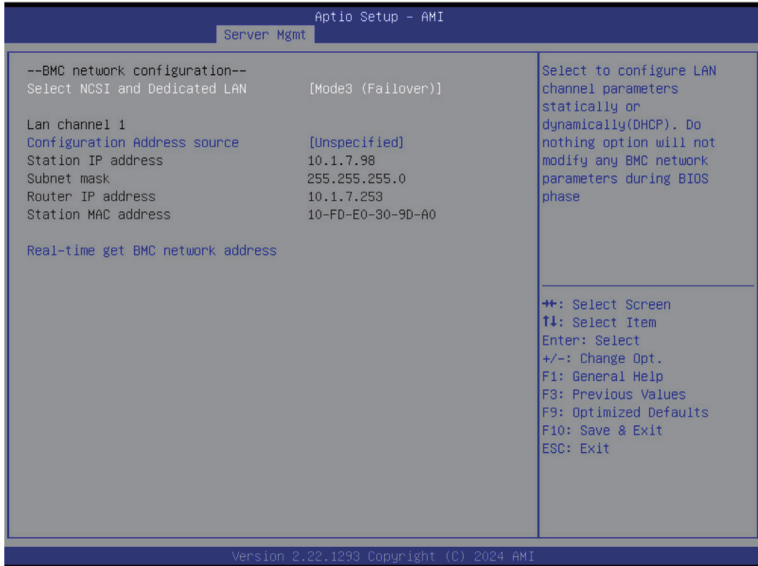 Aptio Setup - AMI
Server Mgmt
--BMC network configuration--
Select NCSI and Dedicated LAN [Mode3 (Failover)]
Lan channel 1
Configuration Address source [Unspecified]
Station IP address 10.1.7.98
Subnet mask 255.255.255.0
Router IP address 10.1.7.253
Station MAC address 10-FD-E0-30-9D-A0
Real-time get BMC network address
Select to configure LAN
channel parameters
statically or
dynamically(DHCP). Do
nothing option will not
modify any BMC network
parameters during BIOS
phase
→←: Select Screen
↑↓: Select Item
Enter: Select
+/-: Change Opt.
F1: General Help
F3: Previous Values
F9: Optimized Defaults
F10: Save & Exit
ESC: Exit
Version 2.22.1293 Copyright (C) 2024 AMI